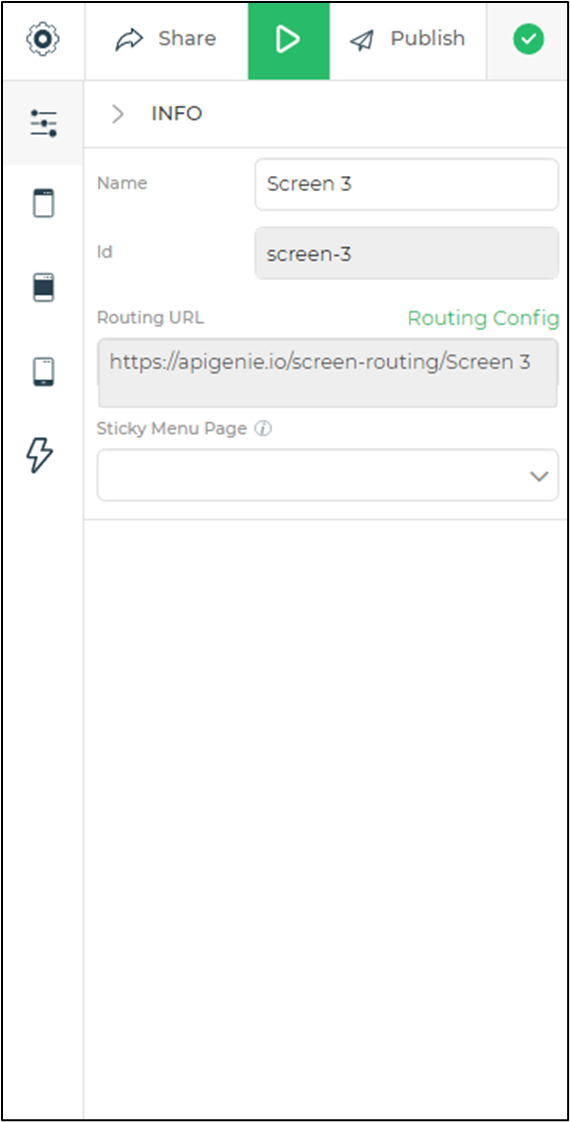 Share Publish
INFO
Name Screen 3
Id screen-3
Routing URL Routing Config
https://apigenie.io/screen-routing/Screen 3
Sticky Menu Page i